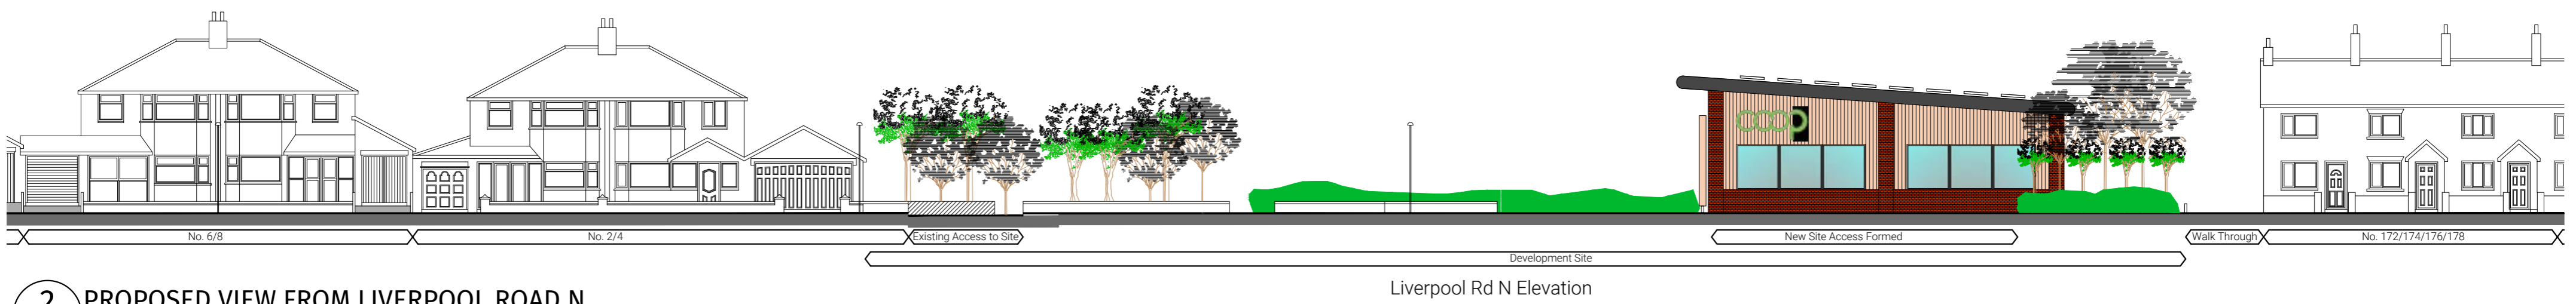 coop
No. 6/8
No. 2/4
Existing Access to Site
New Site Access Formed
Walk Through
No. 172/174/176/178
Development Site
Liverpool Rd N Elevation
2 PROPOSED VIEW FROM LIVERPOOL ROAD N